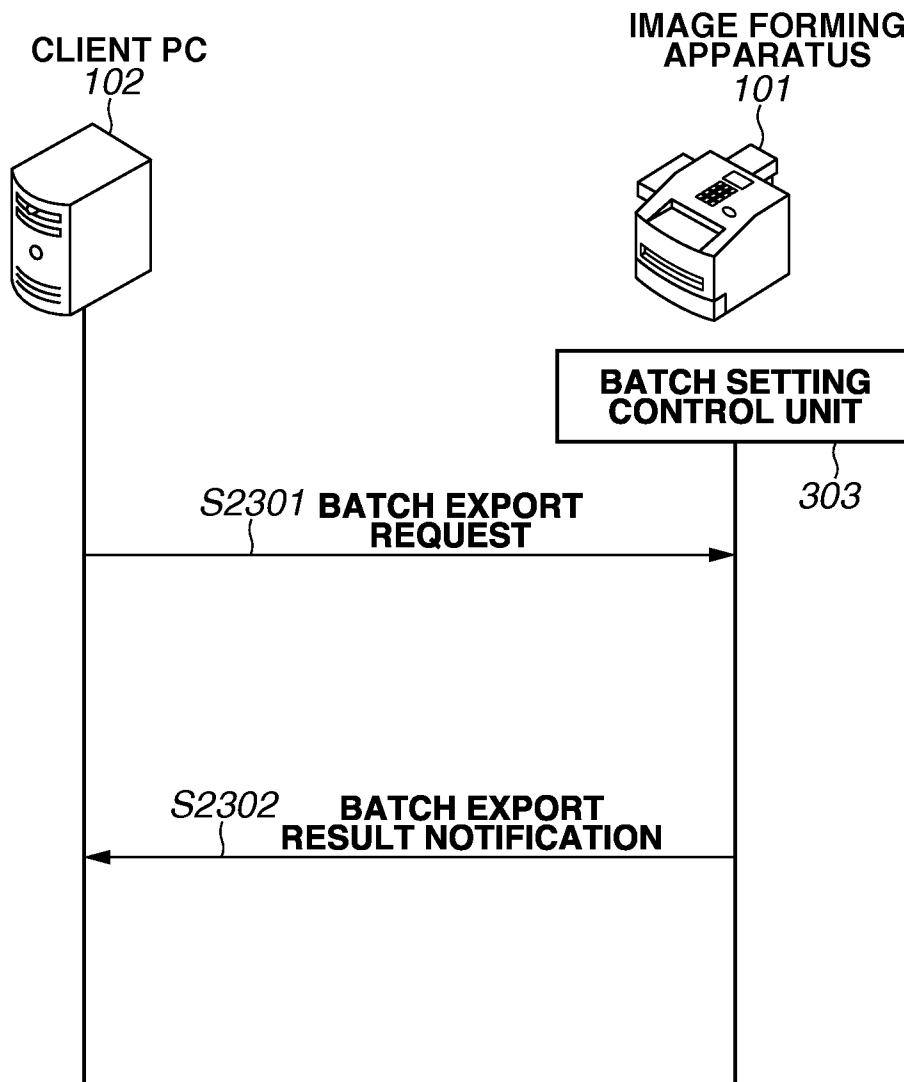 CLIENT PC
102
IMAGE FORMING
APPARATUS
101
BATCH SETTING
CONTROL UNIT
303
S2301 BATCH EXPORT
REQUEST
S2302 BATCH EXPORT
RESULT NOTIFICATION